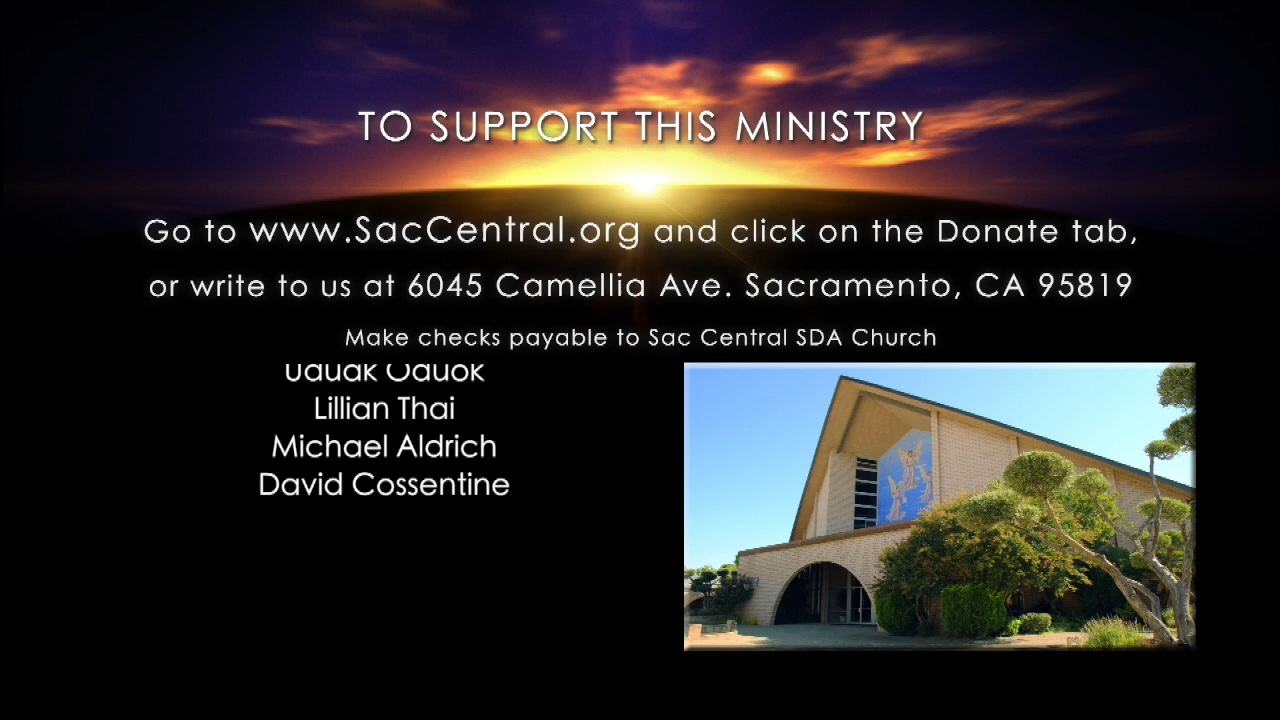 TO SUPPORT THIS MINISTRY
Go to www.SacCentral.org and click on the Donate tab,
or write to us at 6045 Camellia Ave. Sacramento, CA 95819
Make checks payable to Sac Central SDA Church
Lillian Thai
Michael Aldrich
David Cossentine